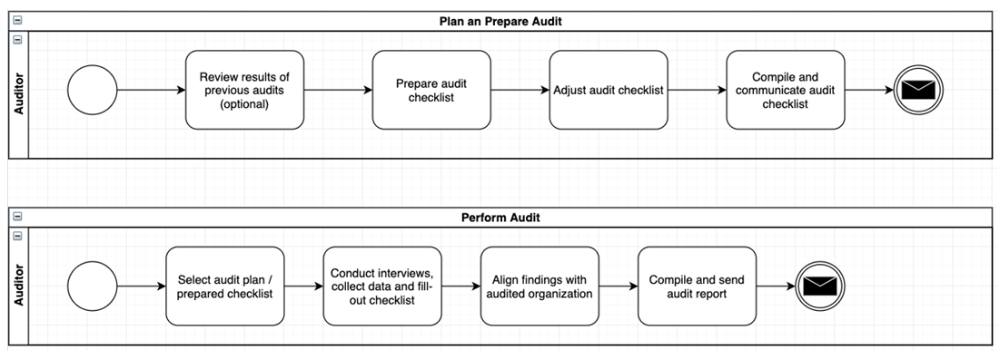 Plan an Prepare Audit
Auditor
Review results of
previous audits
(optional)
Prepare audit
checklist
Adjust audit checklist
Compile and
communicate audit
checklist
Perform Audit
Auditor
Select audit plan /
prepared checklist
Conduct interviews,
collect data and fill-
out checklist
Align findings with
audited organization
Compile and send
audit report